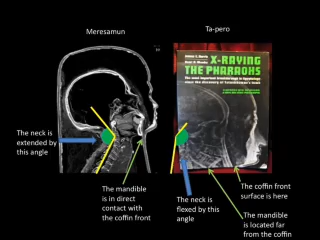 Meresamun
Ta-pero
X-RAYING
THE PHARAOHS
The neck is
extended by
this angle
The mandible
is in direct
contact with
the coffin front
The neck is
flexed by this
angle
The coffin front
surface is here
The mandible
is located far
from the coffin